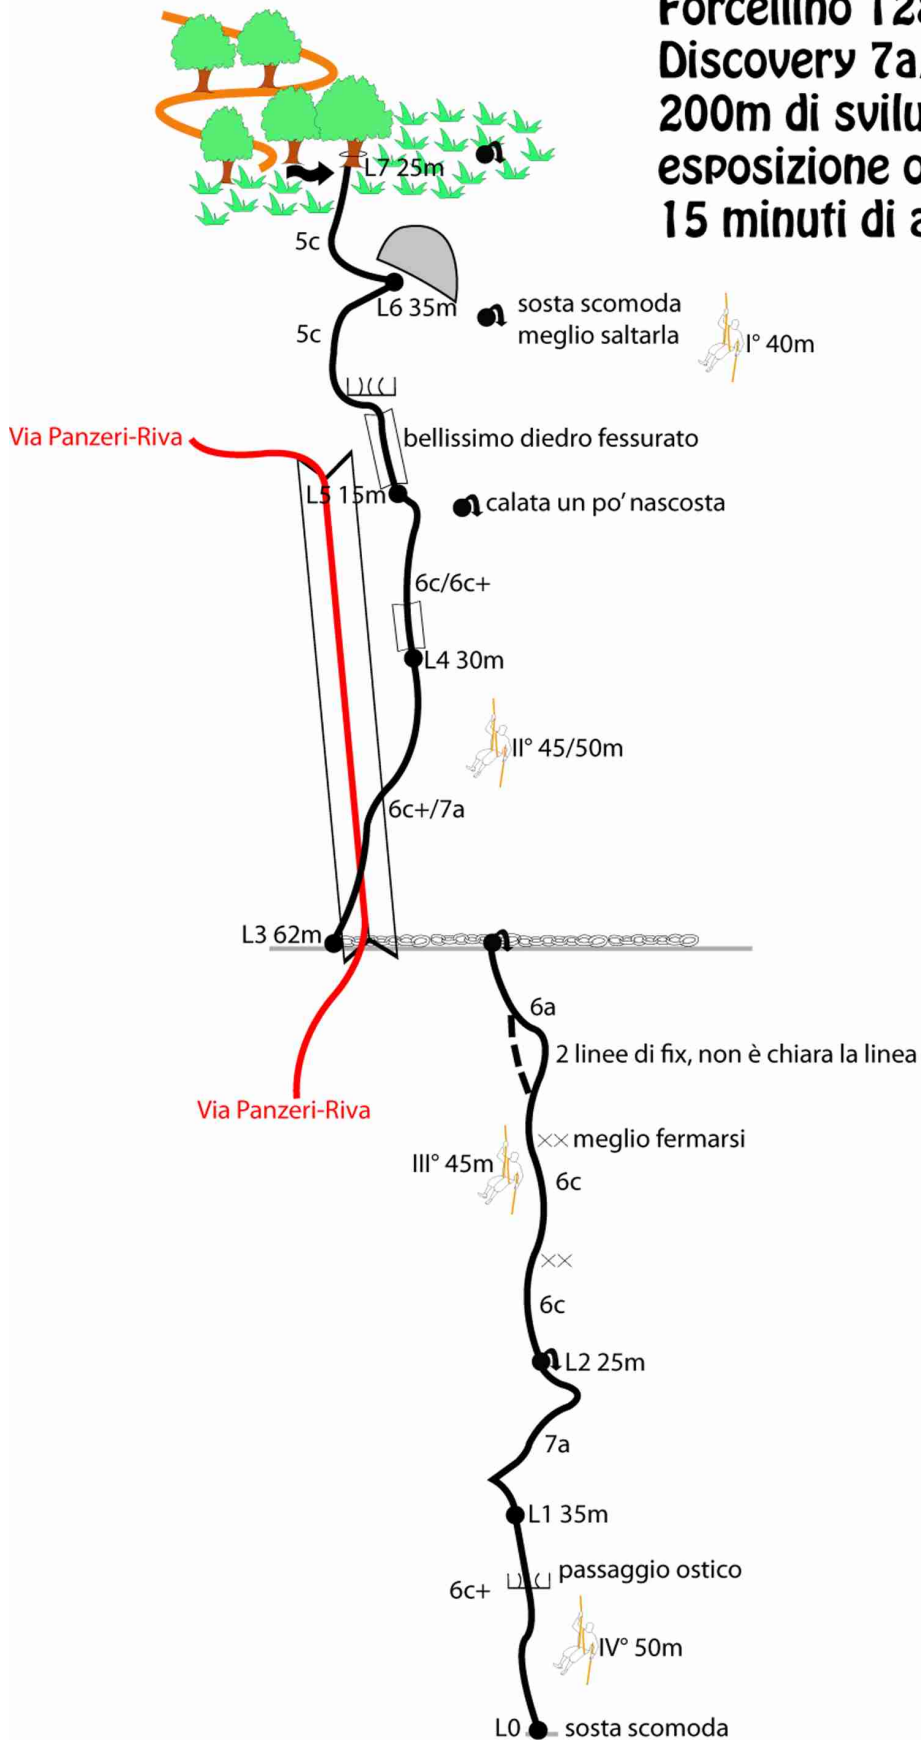 Discovery 7a
200m di svilu
esposizione o
15 minuti di a
L7 25m
5c
L6 35m
sosta scomoda
meglio saltarla
I° 40m
5c
Via Panzeri-Riva
bellissimo diedro fessurato
L5 15m
calata un po' nascosta
6c/6c+
L4 30m
II° 45/50m
6c+/7a
L3 62m
6a
2 linee di fix, non è chiara la linea
Via Panzeri-Riva
meglio fermarsi
III° 45m
6c
6c
L2 25m
7a
L1 35m
passaggio ostico
6c+
IV° 50m
L0
sosta scomoda